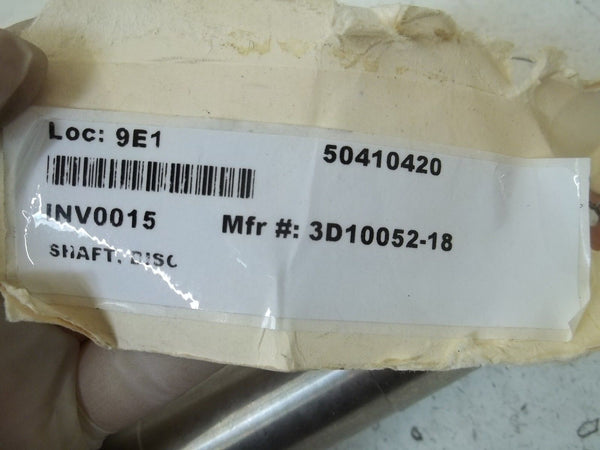 Loc: 9E1
50410420
INV0015
Mfr #: 3D10052-18
SHAFT, DISC